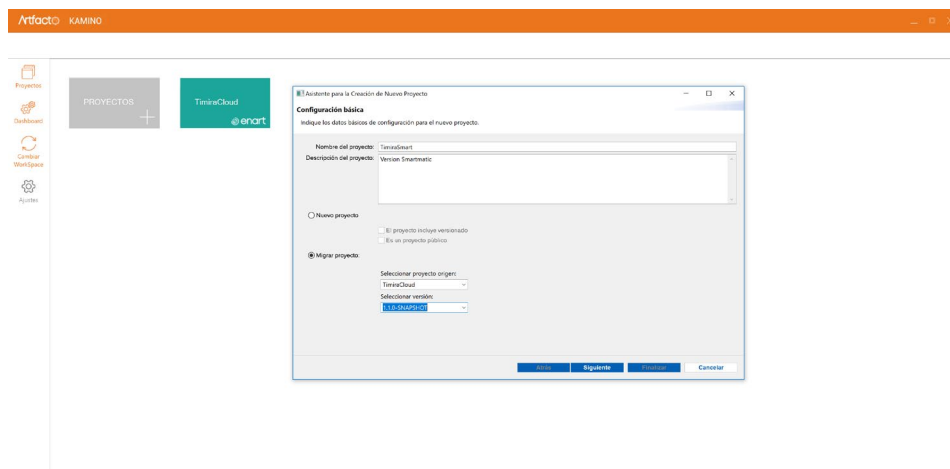 Artfacto KAMINO
Proyectos
Dashboard
Cambiar
WorkSpace
Ajustes
PROYECTOS
TimiraCloud
enart
Asistente para la Creación de Nuevo Proyecto
Configuración básica
Indique los datos básicos de configuración para el nuevo proyecto.
Nombre del proyecto: TimiraSmart
Descripción del proyecto: Version Smartmatic
Nuevo proyecto
El proyecto incluye versionado
Es un proyecto público
Migrar proyecto:
Seleccionar proyecto origen:
TimiraCloud
Seleccionar versión:
1.1.0-SNAPSHOT
Atrás Siguiente Finalizar Cancelar